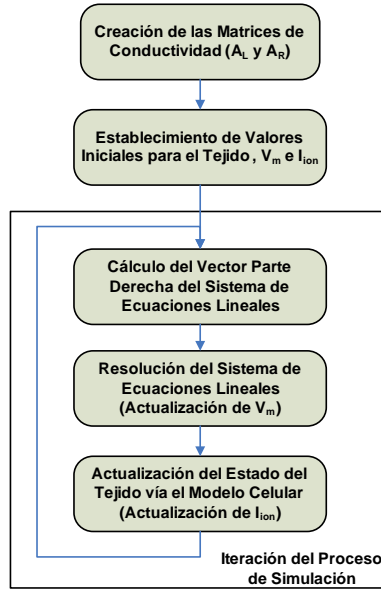 Creación de las Matrices de
Conductividad (AL y AR)
Establecimiento de Valores
Iniciales para el Tejido , Vm e Iion
Cálculo del Vector Parte
Derecha del Sistema de
Ecuaciones Lineales
Resolución del Sistema de
Ecuaciones Lineales
(Actualización de Vm)
Actualización del Estado del
Tejido vía el Modelo Celular
(Actualización de Iion)
Iteración del Proceso
de Simulación